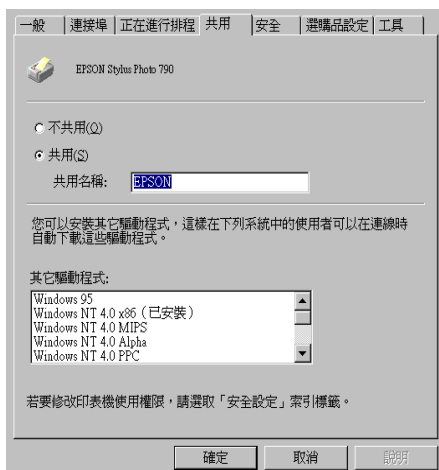 一般 連接埠 正在進行排程 共用 安全 選購品設定 工具
EPSON Stylus Photo 790
不共用(O)
共用(S)
共用名稱: EPSON
您可以安裝其它驅動程式，這樣在下列系統中的使用者可以在連線時
自動下載這些驅動程式。
其它驅動程式:
Windows 95
Windows NT 4.0 x86（已安裝）
Windows NT 4.0 MIPS
Windows NT 4.0 Alpha
Windows NT 4.0 PPC
若要修改印表機使用權限，請選取「安全設定」索引標籤。
確定 取消 說明